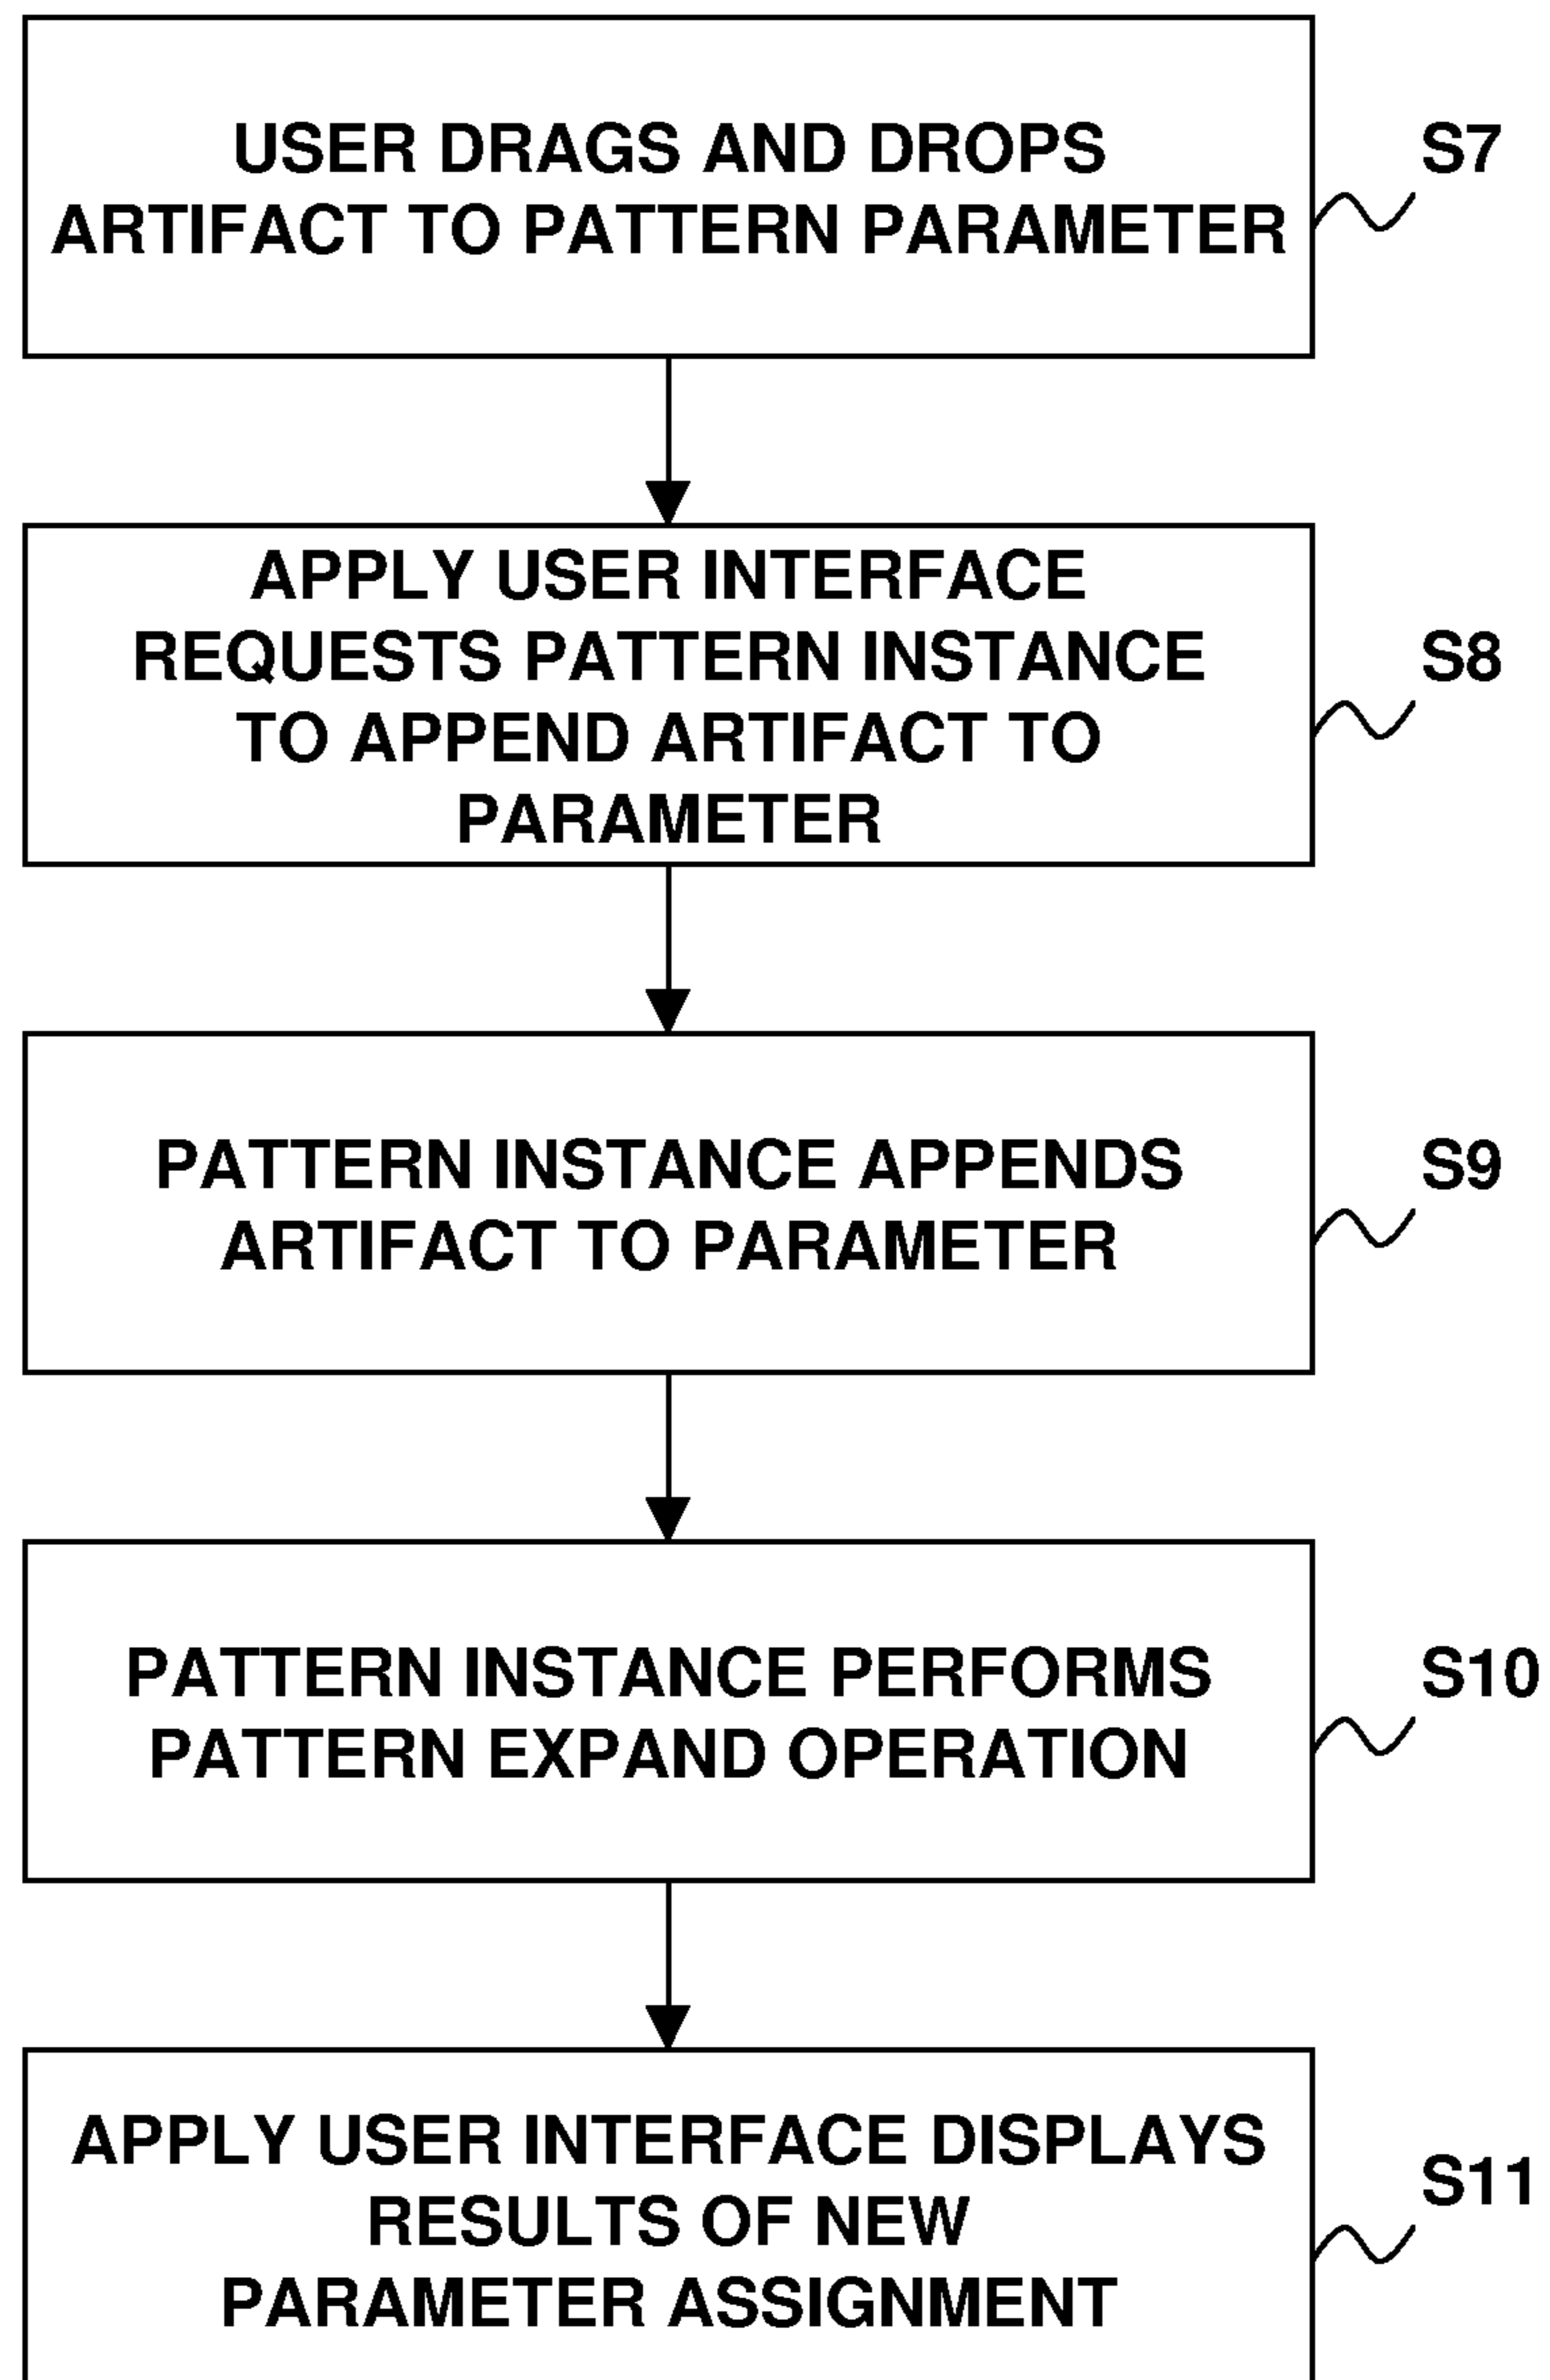 USER DRAGS AND DROPS
ARTIFACT TO PATTERN PARAMETER
S7
APPLY USER INTERFACE
REQUESTS PATTERN INSTANCE
TO APPEND ARTIFACT TO
PARAMETER
S8
PATTERN INSTANCE APPENDS
ARTIFACT TO PARAMETER
S9
PATTERN INSTANCE PERFORMS
PATTERN EXPAND OPERATION
S10
APPLY USER INTERFACE DISPLAYS
RESULTS OF NEW
PARAMETER ASSIGNMENT
S11